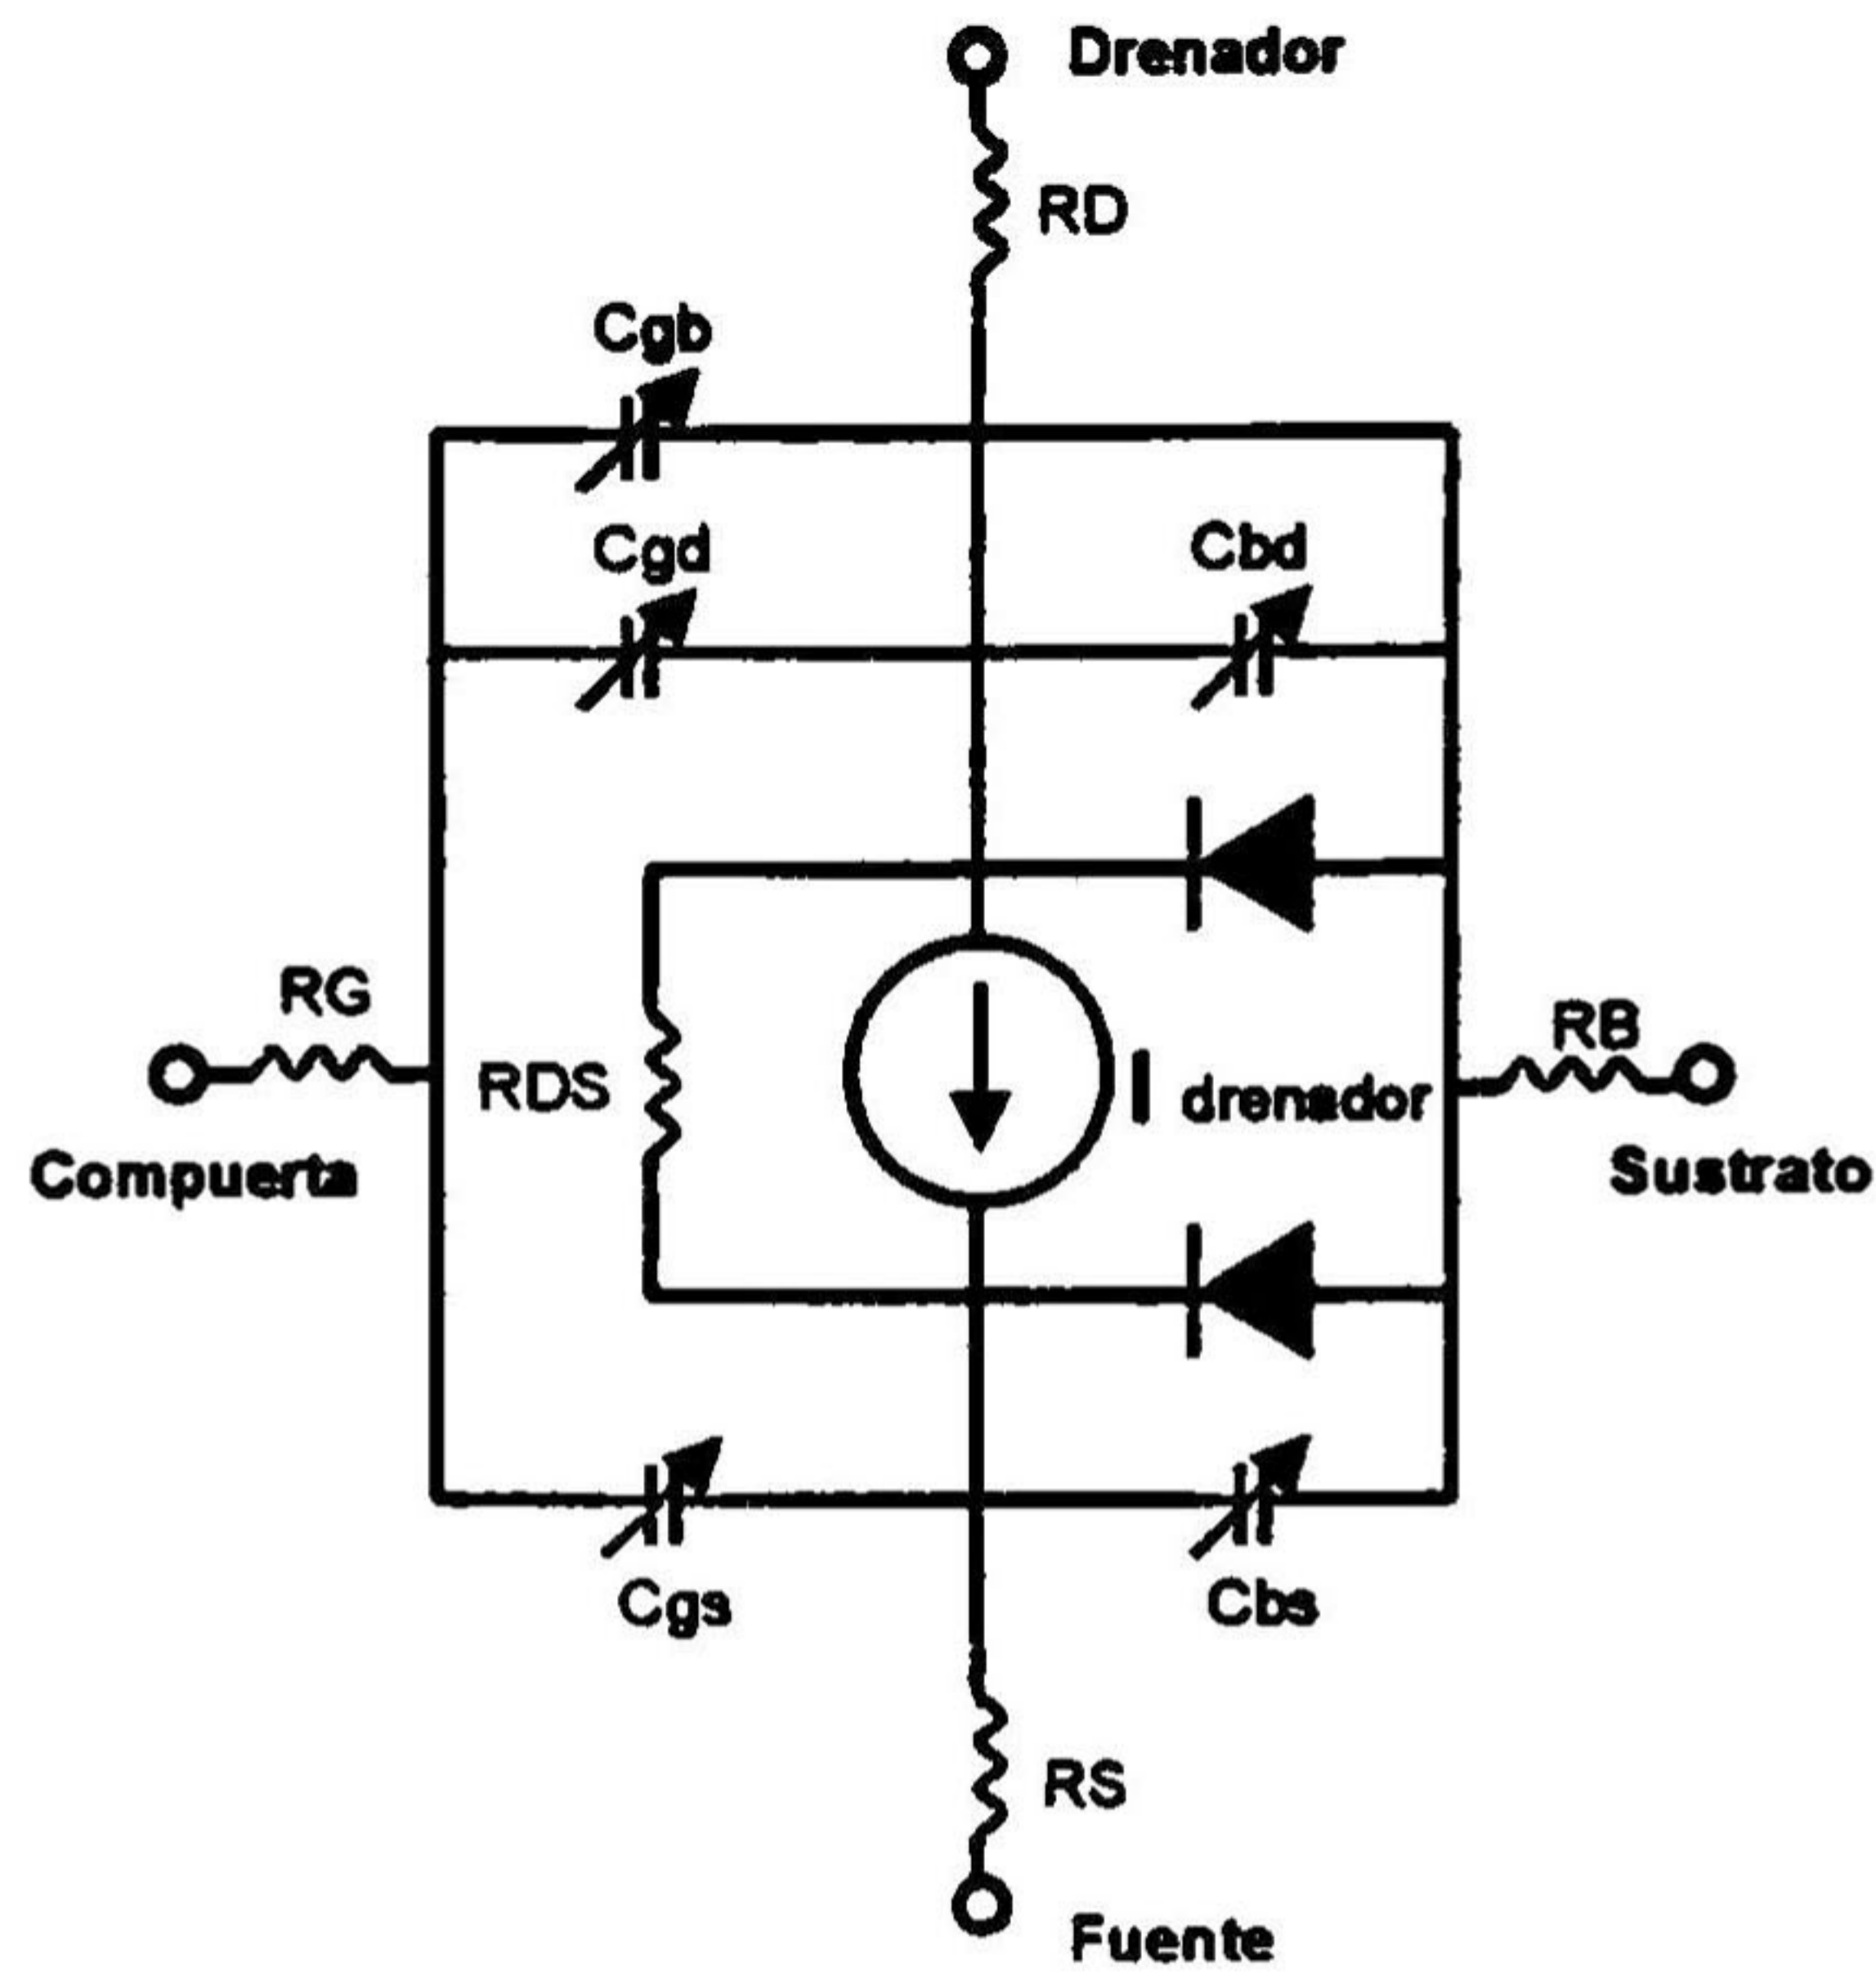 Drenador
RD
Cgb
Cgd
Cbd
RG
RDS
I drenador
RB
Compuerta
Sustrato
Cgs
Cbs
RS
Fuente